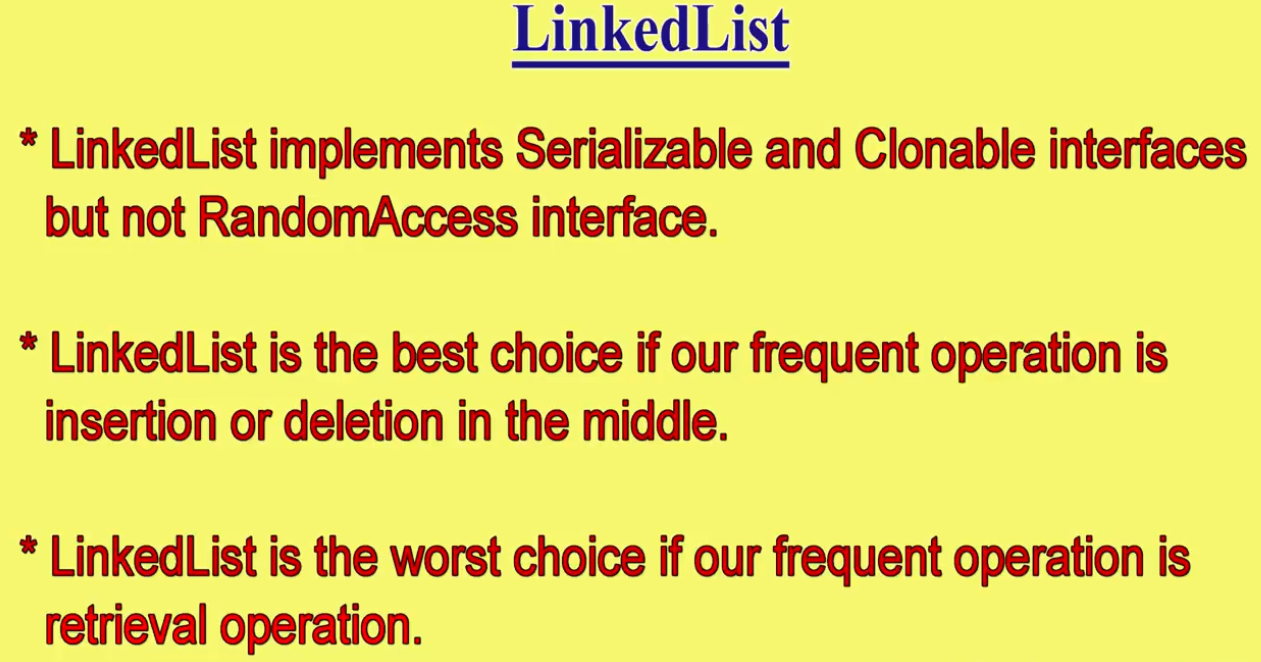 LinkedList
* LinkedList implements Serializable and Clonable interfaces
but not RandomAccess interface.
* LinkedList is the best choice if our frequent operation is
insertion or deletion in the middle.
* LinkedList is the worst choice if our frequent operation is
retrieval operation.